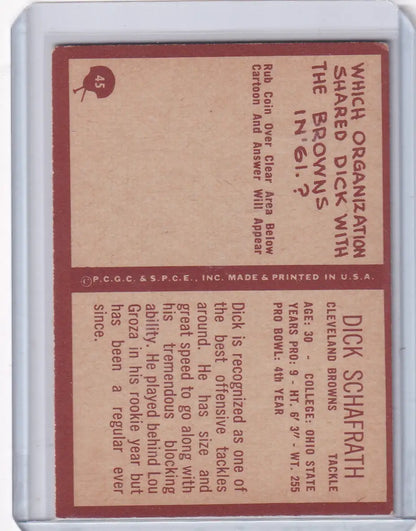 45
WHICH ORGANIZATION
SHARED DICK WITH
THE BROWNS
IN '61.?
Rub Coin Over Clear Area Below
Cartoon And Answer Will Appear
© P.C.G.C. & S.P.C.E., INC. MADE & PRINTED IN U.S.A.
DICK SCHAFRATH
CLEVELAND BROWNS TACKLE
AGE: 30 - COLLEGE: OHIO STATE
YEARS PRO: 9 - HT. 6' 3" - WT. 255
PRO BOWL: 4th YEAR
Dick is recognized as one of
the best offensive tackles
around. He has size and
great speed to go along with
his tremendous blocking
ability. He played behind Lou
Groza in his rookie year but
has been a regular ever
since.